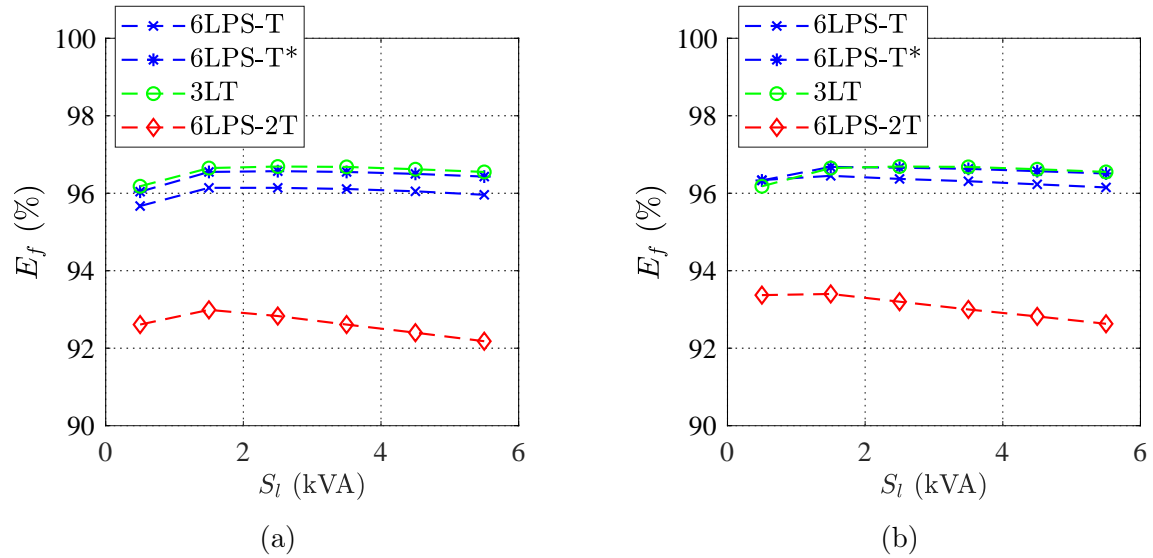 6LPS-T
6LPS-T*
3LT
6LPS-2T
100
98
96
94
92
90
E_f (%)
0 2 4 6
S_l (kVA)
(a)
6LPS-T
6LPS-T*
3LT
6LPS-2T
100
98
96
94
92
90
E_f (%)
0 2 4 6
S_l (kVA)
(b)